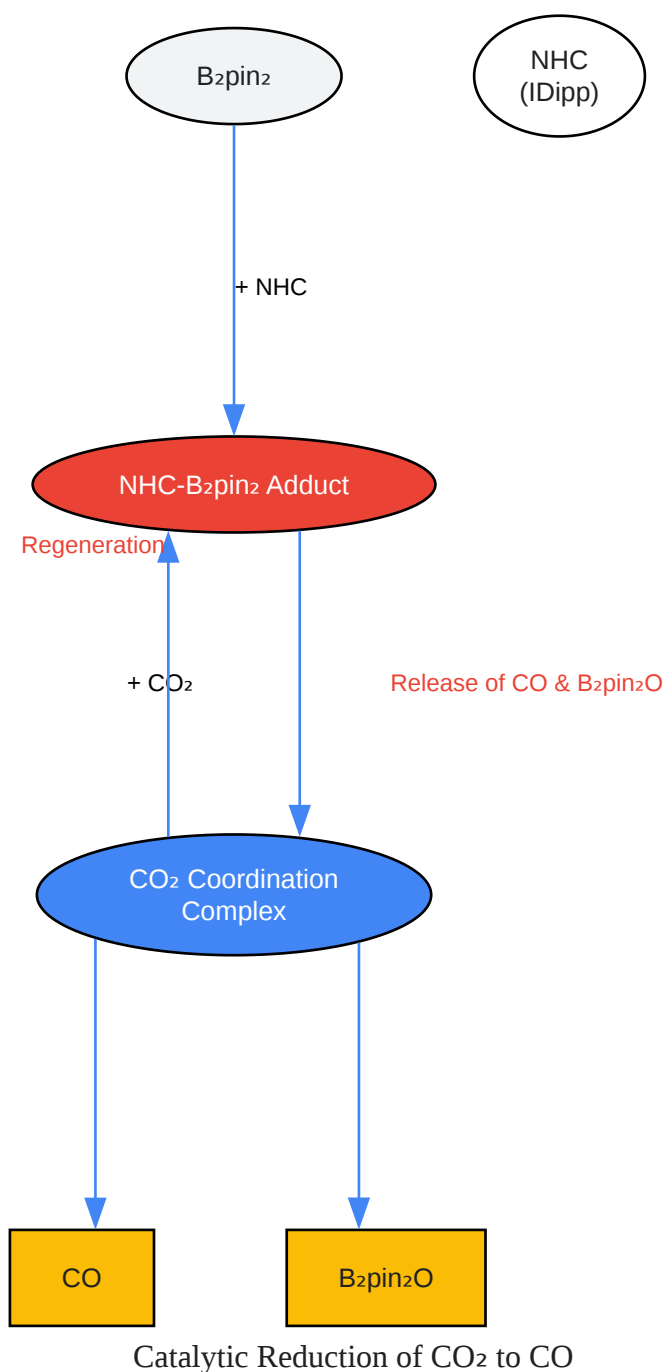 B₂pin₂
NHC
(IDipp)
+ NHC
NHC-B₂pin₂ Adduct
Regeneration
+ CO₂
Release of CO & B₂pin₂O
CO₂ Coordination
Complex
CO
B₂pin₂O
Catalytic Reduction of CO₂ to CO